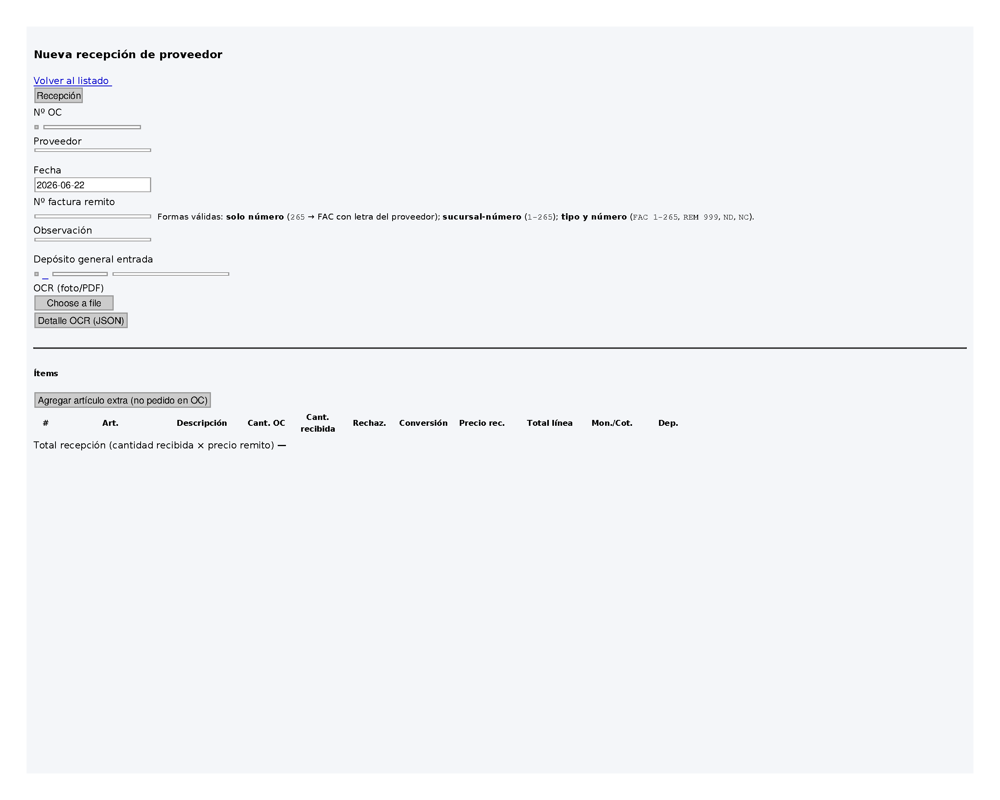 Nueva recepción de proveedor
Volver al listado
Recepción
Nº OC
Proveedor
Fecha
2026-06-22
Nº factura remito
Formas válidas: solo número (265 → FAC con letra del proveedor); sucursal-número (1-265); tipo y número (FAC 1-265, REM 999, ND, NC).
Observación
Depósito general entrada
OCR (foto/PDF)
Choose a file
Detalle OCR (JSON)
Ítems
Agregar artículo extra (no pedido en OC)
# Art. Descripción Cant. OC Cant. recibida Rechaz. Conversión Precio rec. Total línea Mon./Cot. Dep.
Total recepción (cantidad recibida × precio remito) —